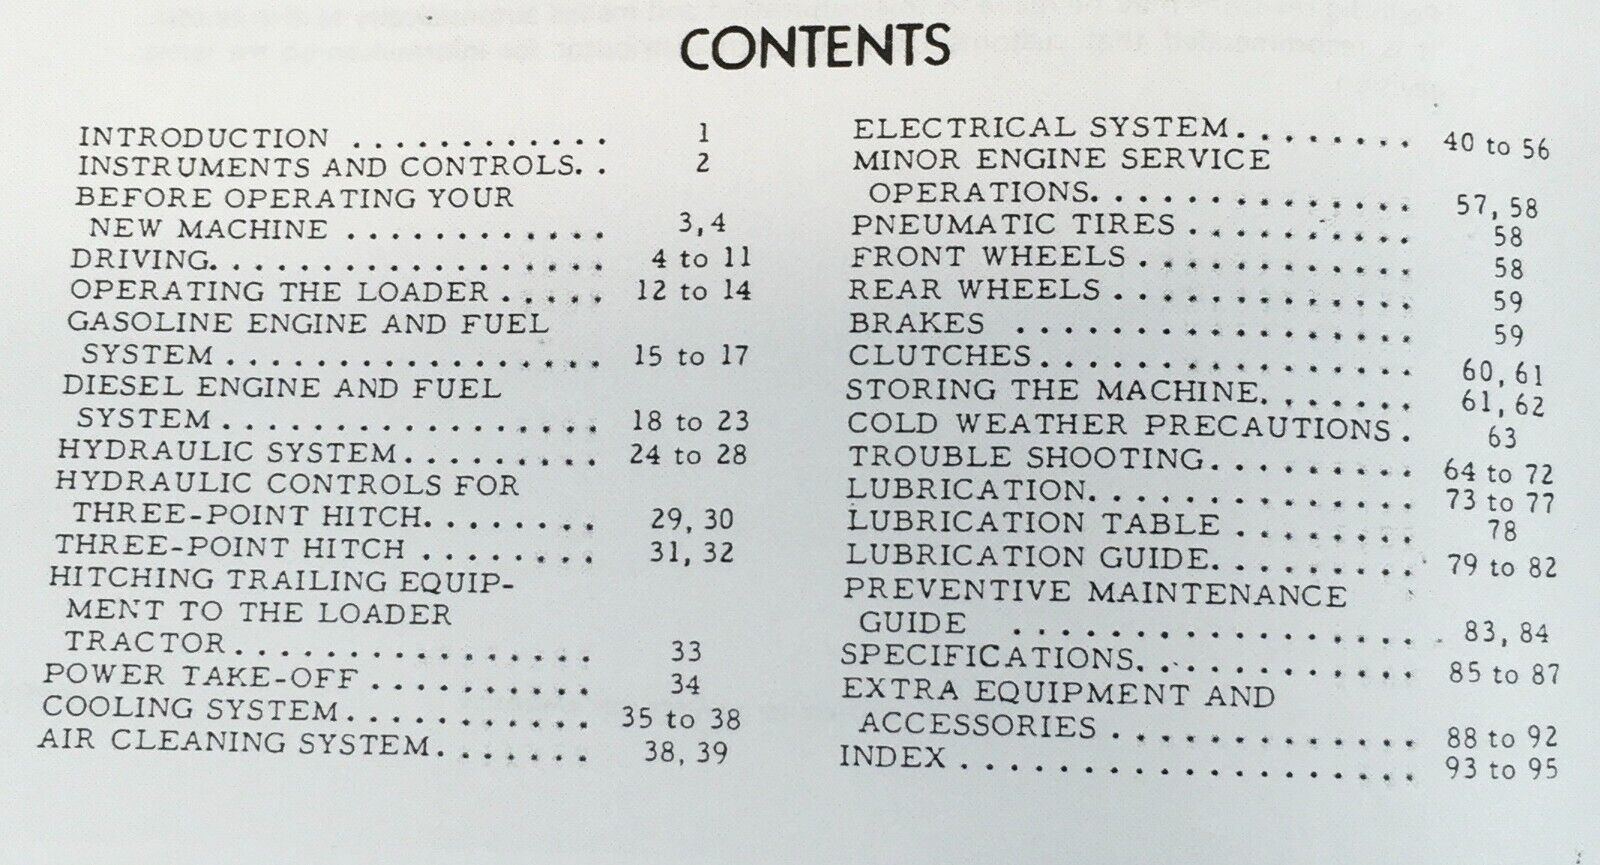 CONTENTS
INTRODUCTION . . . . . . . . . . . . 1
INSTRUMENTS AND CONTROLS. . 2
BEFORE OPERATING YOUR
NEW MACHINE . . . . . . . . . . . . 3, 4
DRIVING. . . . . . . . . . . . . . . . . . 4 to 11
OPERATING THE LOADER . . . . . 12 to 14
GASOLINE ENGINE AND FUEL
SYSTEM . . . . . . . . . . . . . . . . . 15 to 17
DIESEL ENGINE AND FUEL
SYSTEM . . . . . . . . . . . . . . . . . 18 to 23
HYDRAULIC SYSTEM. . . . . . . . . 24 to 28
HYDRAULIC CONTROLS FOR
THREE-POINT HITCH. . . . . . . . 29, 30
THREE-POINT HITCH . . . . . . . . 31, 32
HITCHING TRAILING EQUIP-
MENT TO THE LOADER
TRACTOR . . . . . . . . . . . . . . . . 33
POWER TAKE-OFF . . . . . . . . . . 34
COOLING SYSTEM. . . . . . . . . . . 35 to 38
AIR CLEANING SYSTEM. . . . . . . 38, 39
ELECTRICAL SYSTEM. . . . . . . . 40 to 56
MINOR ENGINE SERVICE
OPERATIONS. . . . . . . . . . . . . . 57, 58
PNEUMATIC TIRES . . . . . . . . . . 58
FRONT WHEELS . . . . . . . . . . . . 58
REAR WHEELS . . . . . . . . . . . . . 59
BRAKES . . . . . . . . . . . . . . . . . 59
CLUTCHES . . . . . . . . . . . . . . . . 60, 61
STORING THE MACHINE. . . . . . . 61, 62
COLD WEATHER PRECAUTIONS . 63
TROUBLE SHOOTING. . . . . . . . . 64 to 72
LUBRICATION. . . . . . . . . . . . . . 73 to 77
LUBRICATION TABLE . . . . . . . . 78
LUBRICATION GUIDE. . . . . . . . . 79 to 82
PREVENTIVE MAINTENANCE
GUIDE . . . . . . . . . . . . . . . . . 83, 84
SPECIFICATIONS. . . . . . . . . . . . 85 to 87
EXTRA EQUIPMENT AND
ACCESSORIES . . . . . . . . . . . . . 88 to 92
INDEX . . . . . . . . . . . . . . . . . . 93 to 95